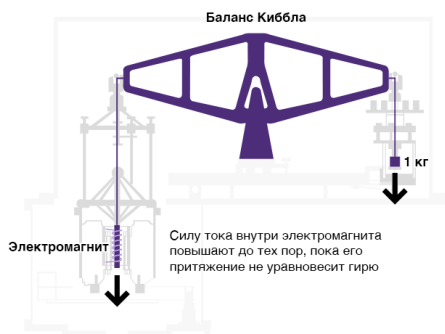 Баланс Киббла
1 кг
Электромагнит
Силу тока внутри электромагнита
повышают до тех пор, пока его
притяжение не уравновесит гирю